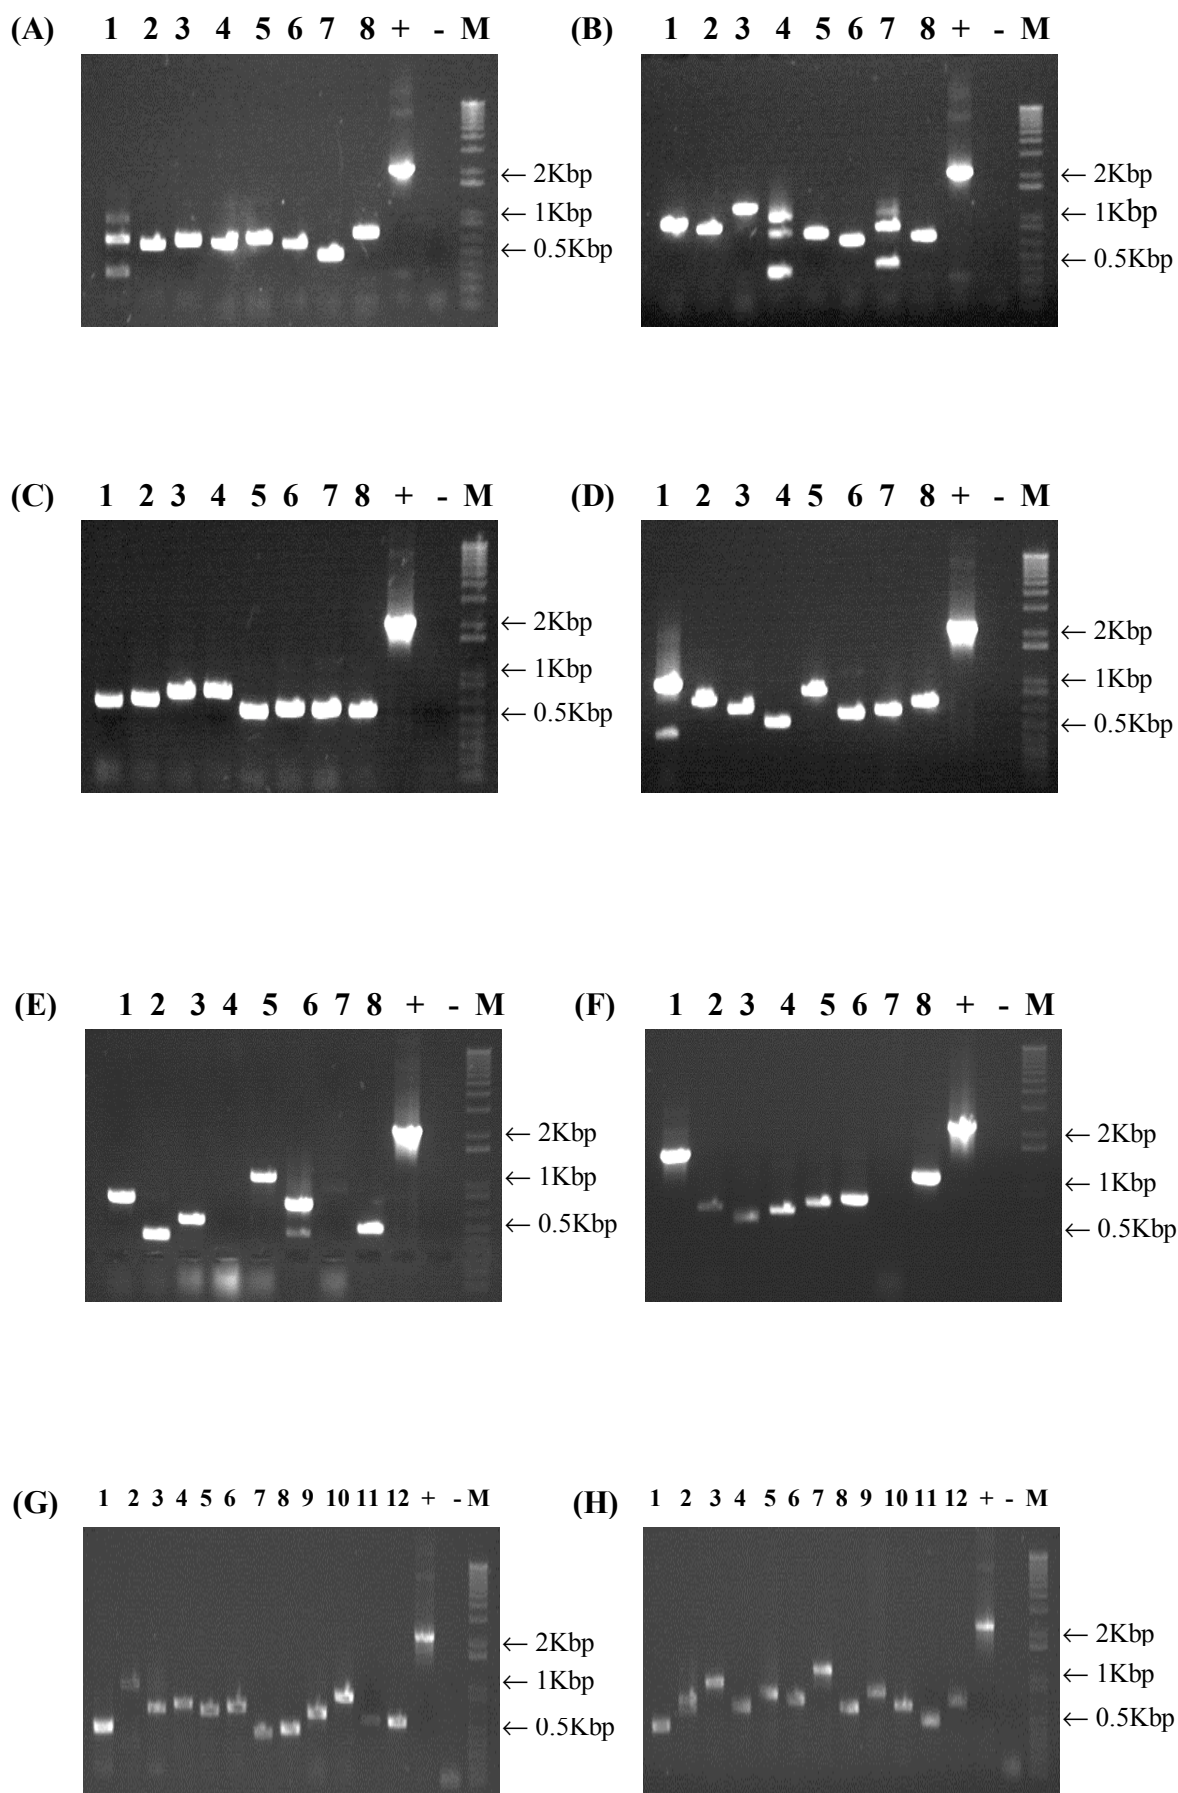 (A) 1 2 3 4 5 6 7 8 + - M
← 2Kbp
← 1Kbp
← 0.5Kbp
(B) 1 2 3 4 5 6 7 8 + - M
← 2Kbp
← 1Kbp
← 0.5Kbp
(C) 1 2 3 4 5 6 7 8 + - M
← 2Kbp
← 1Kbp
← 0.5Kbp
(D) 1 2 3 4 5 6 7 8 + - M
← 2Kbp
← 1Kbp
← 0.5Kbp
(E) 1 2 3 4 5 6 7 8 + - M
← 2Kbp
← 1Kbp
← 0.5Kbp
(F) 1 2 3 4 5 6 7 8 + - M
← 2Kbp
← 1Kbp
← 0.5Kbp
(G) 1 2 3 4 5 6 7 8 9 10 11 12 + - M
← 2Kbp
← 1Kbp
← 0.5Kbp
(H) 1 2 3 4 5 6 7 8 9 10 11 12 + - M
← 2Kbp
← 1Kbp
← 0.5Kbp